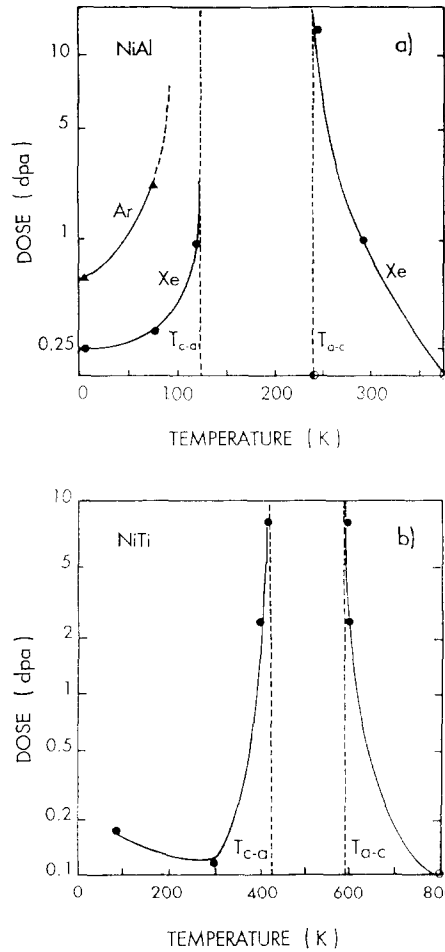 NiAl
a)
10
5
1
0.25
DOSE ( dpa )
Ar
Xe
Tc-a
Ta-c
Xe
0
100
200
300
TEMPERATURE ( K )
NiTi
b)
10
5
2
1
0.5
0.2
0.1
DOSE ( dpa )
Tc-a
Ta-c
0
200
400
600
80
TEMPERATURE ( K )